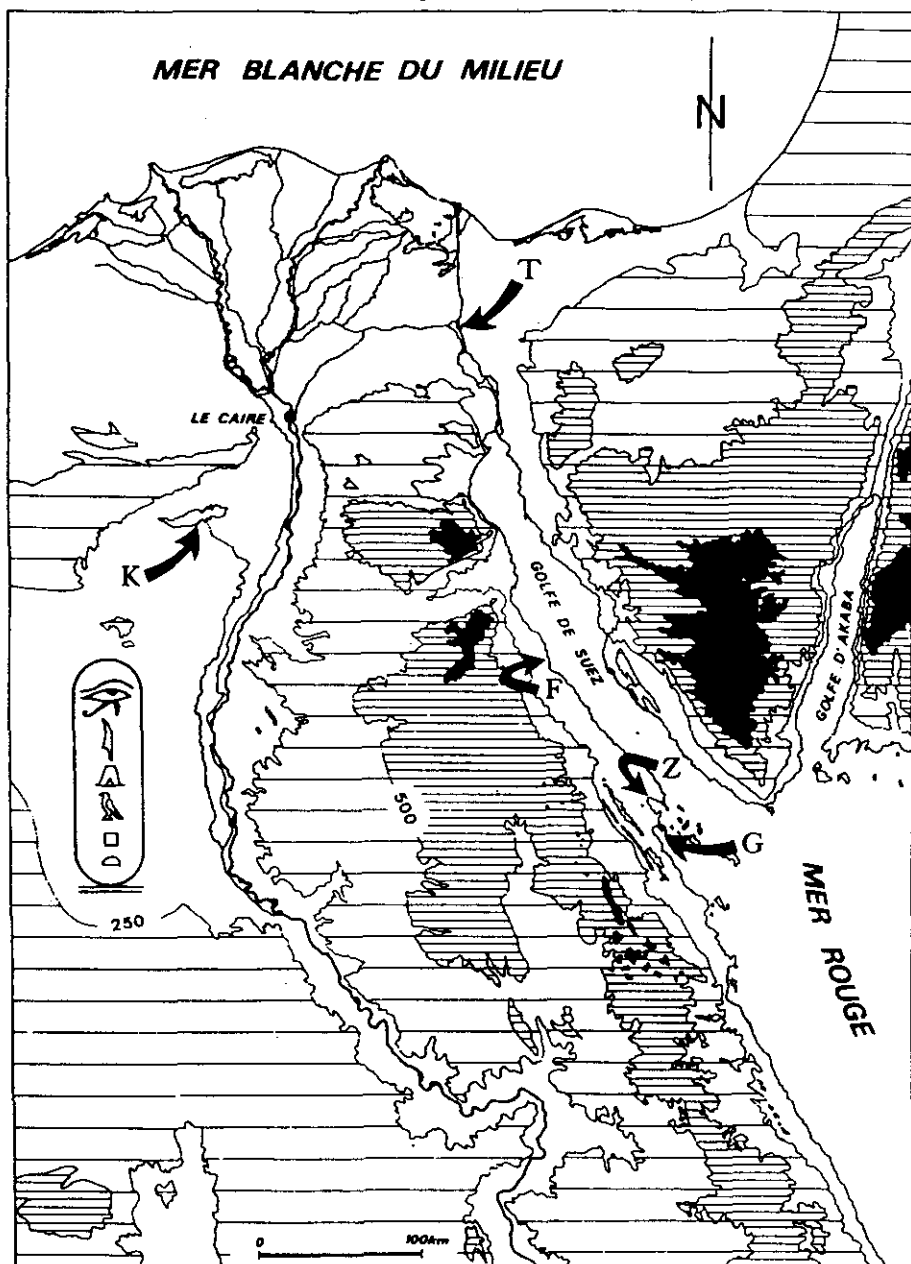 MER BLANCHE DU MILIEU
N
T
LE CAIRE
K
GOLFE DE SUEZ
F
GOLFE D'AKABA
Z
500
G
250
MER ROUGE
0 100km